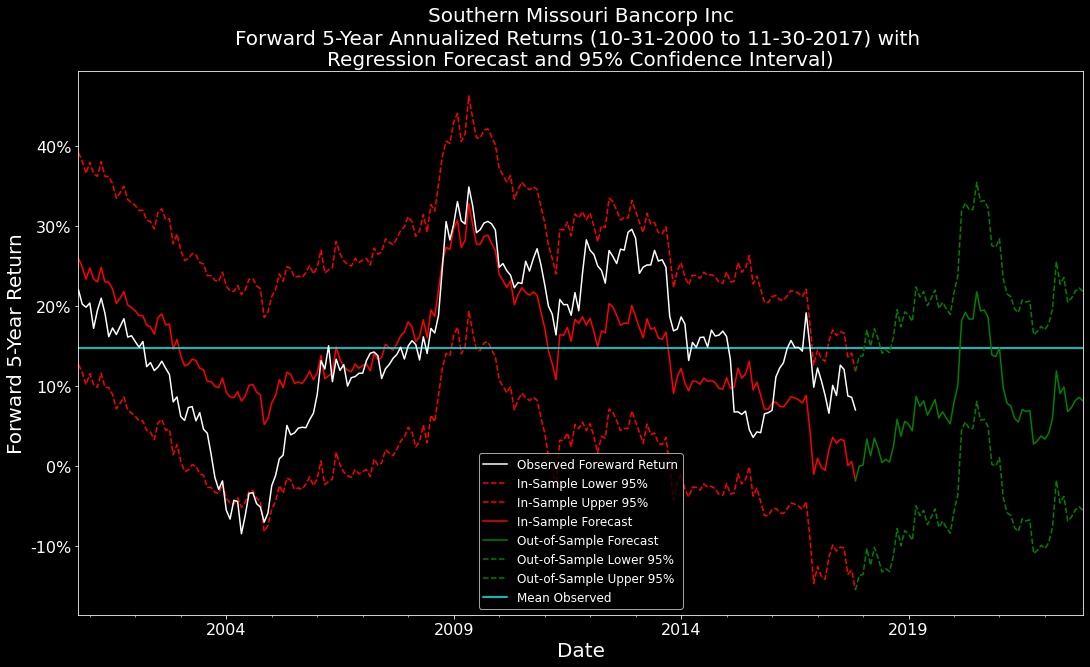 Southern Missouri Bancorp Inc
Forward 5-Year Annualized Returns (10-31-2000 to 11-30-2017) with
Regression Forecast and 95% Confidence Interval)
Forward 5-Year Return
40%
30%
20%
10%
0%
-10%
Observed Foreward Return
In-Sample Lower 95%
In-Sample Upper 95%
In-Sample Forecast
Out-of-Sample Forecast
Out-of-Sample Lower 95%
Out-of-Sample Upper 95%
Mean Observed
2004
2009
2014
2019
Date